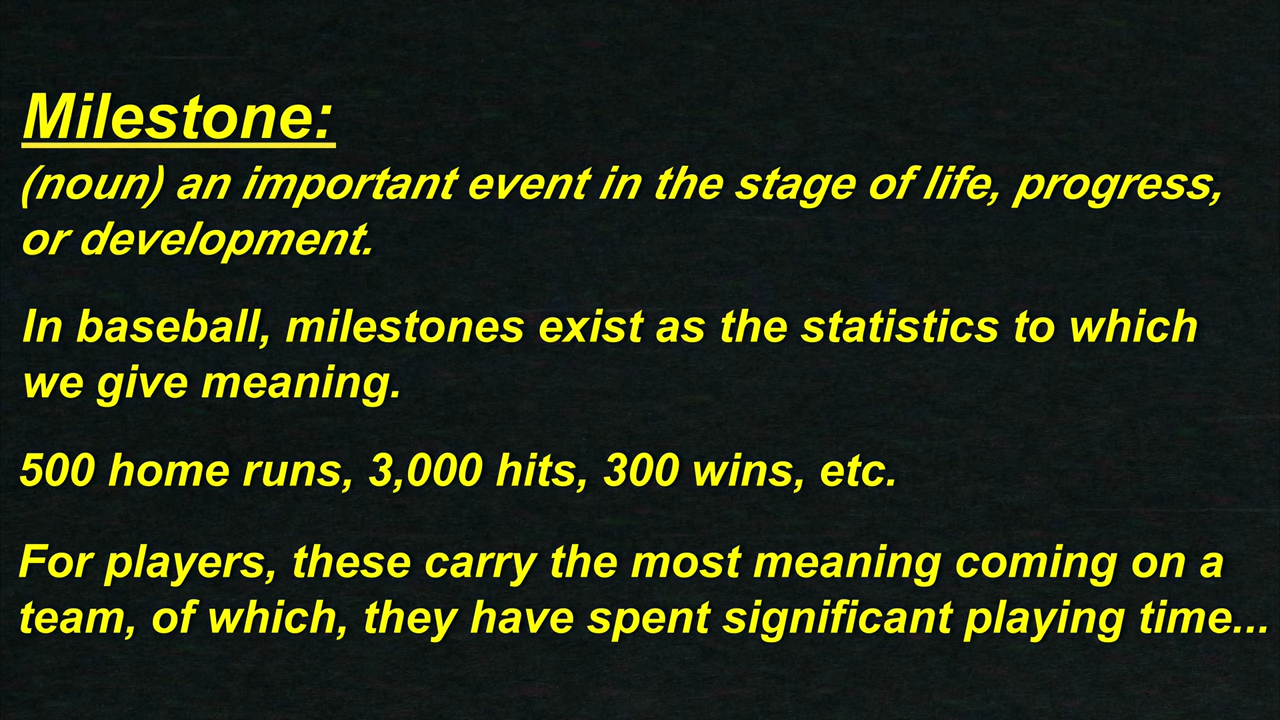 Milestone:
(noun) an important event in the stage of life, progress,
or development.
In baseball, milestones exist as the statistics to which
we give meaning.
500 home runs, 3,000 hits, 300 wins, etc.
For players, these carry the most meaning coming on a
team, of which, they have spent significant playing time...